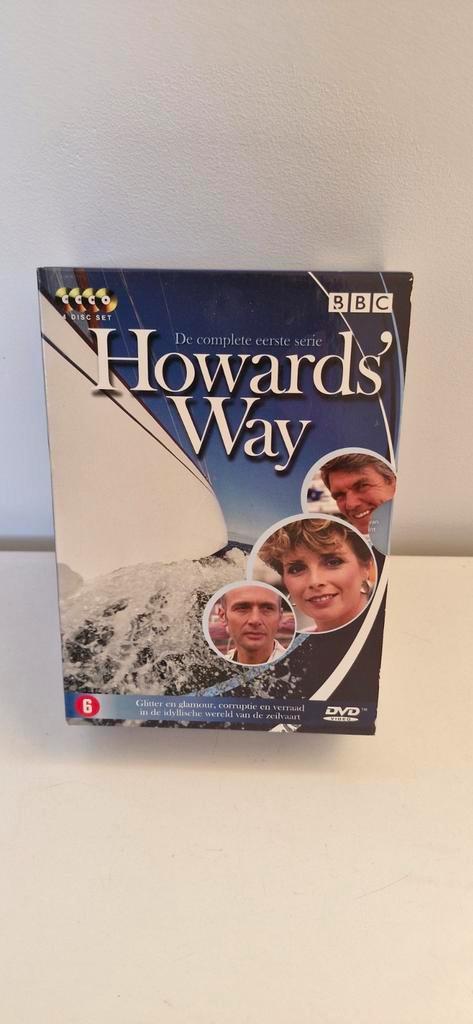 4 DISC SET
BBC
De complete eerste serie
Howards'
Way
6
Glitter en glamour, corruptie en verraad
in de idyllische wereld van de zeilvaart
DVD™
VIDEO